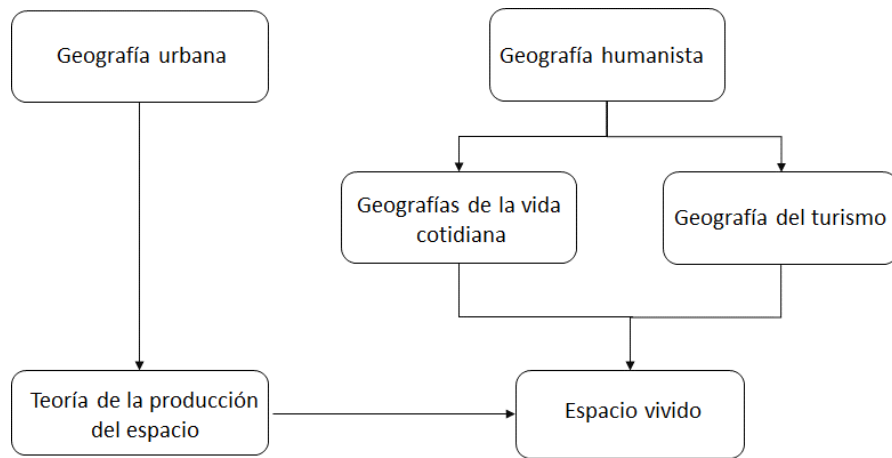 Geografía urbana
Geografía humanista
Geografías de la vida
cotidiana
Geografía del turismo
Teoría de la producción
del espacio
Espacio vivido